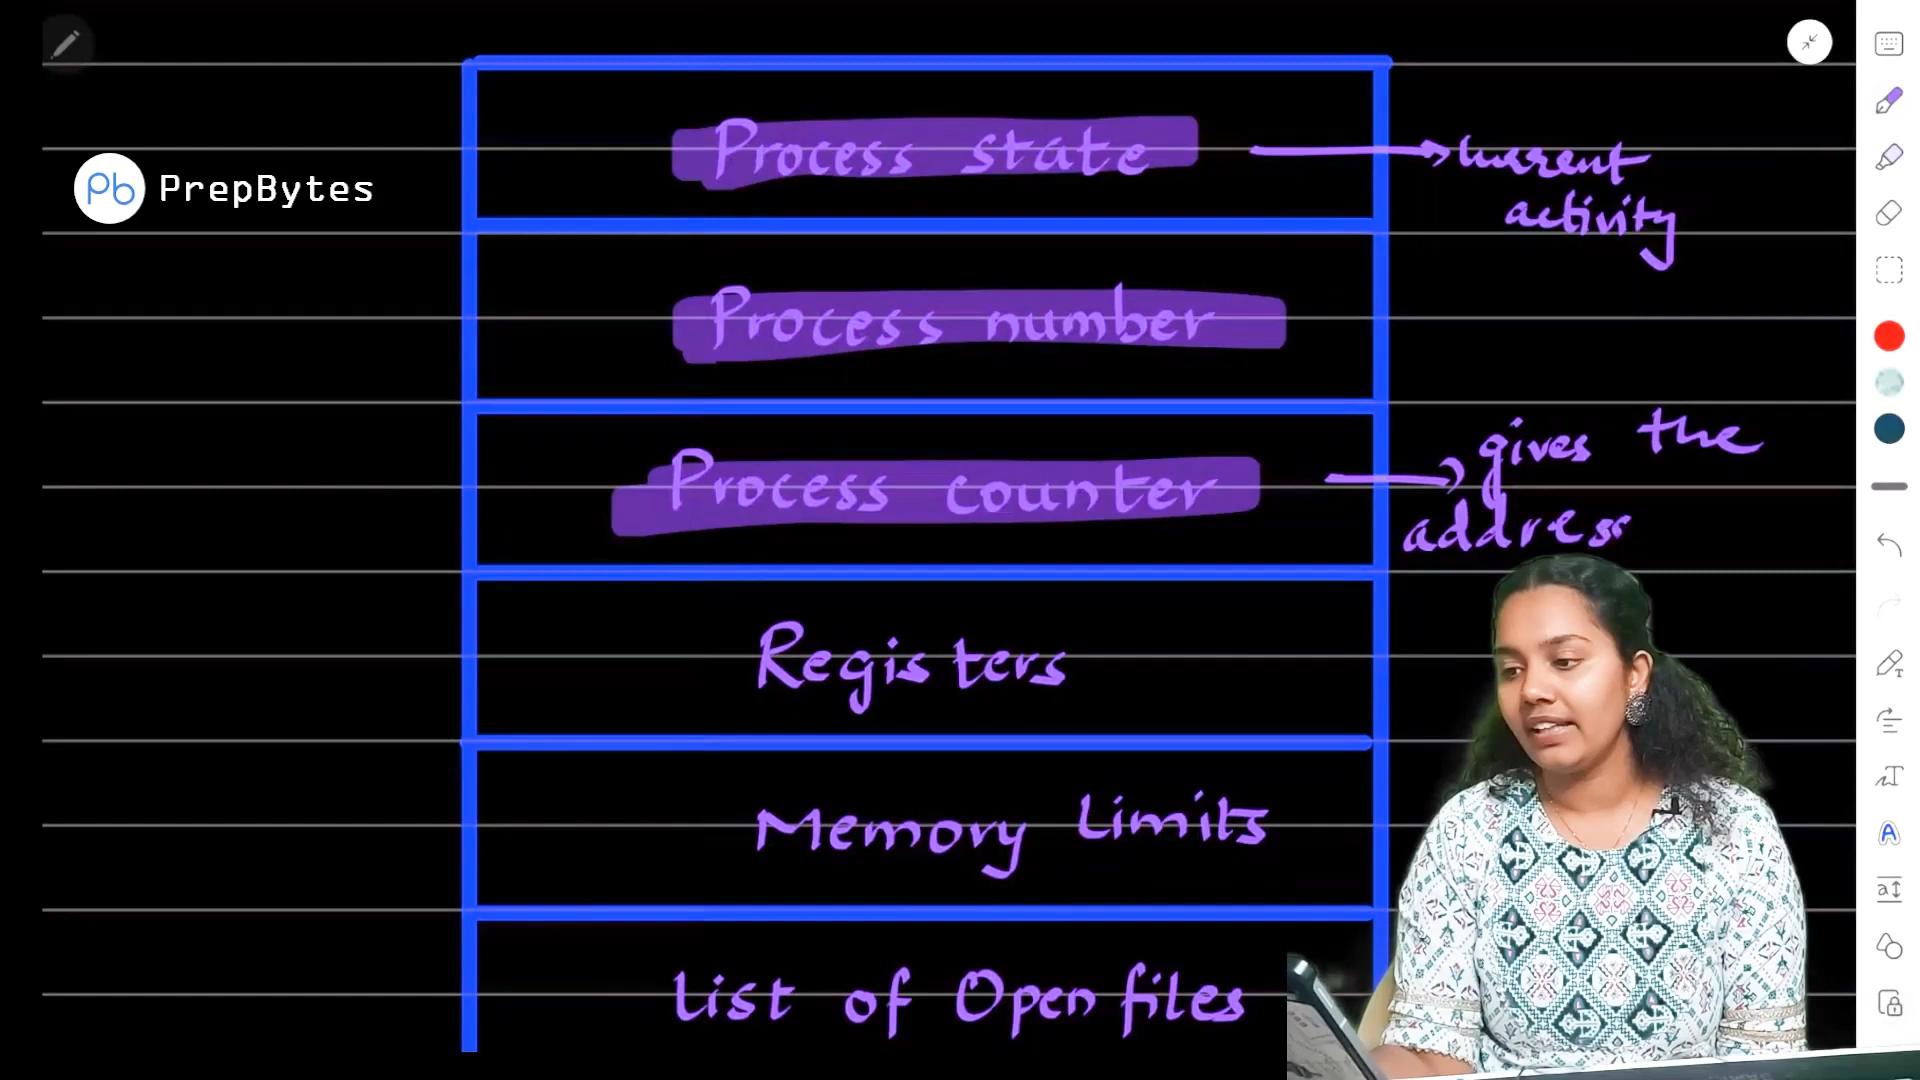 Process state
Current
activity
PrepBytes
Process number
Process counter
gives the
address
Registers
Memory Limits
List of Open files